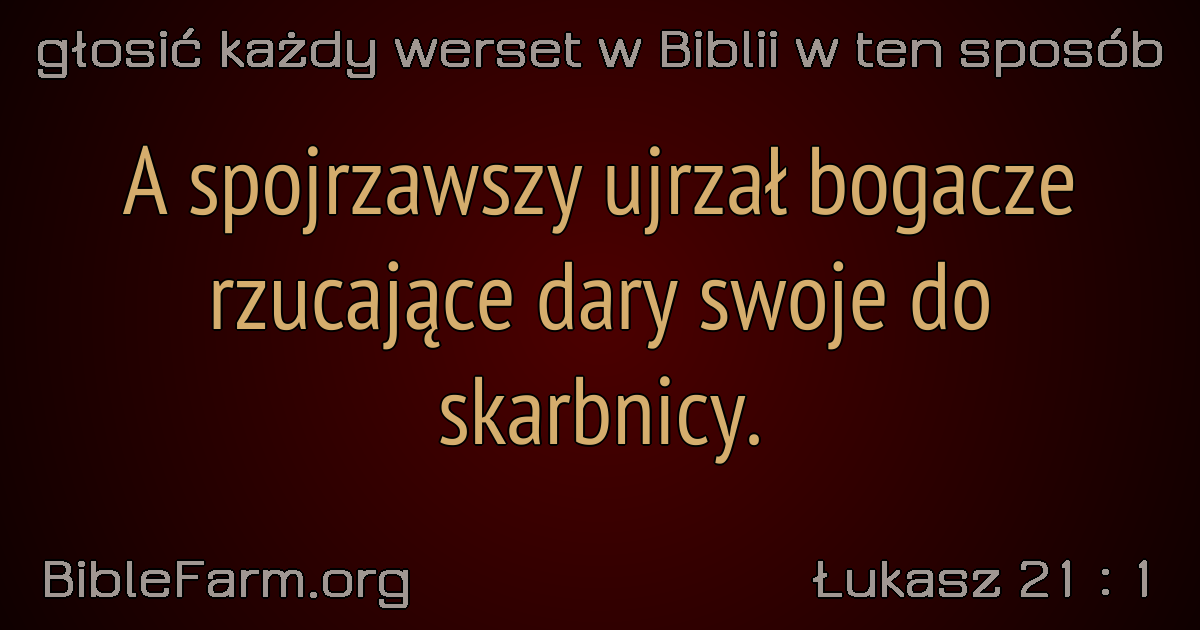 głosić każdy werset w Biblii w ten sposób
A spojrzawszy ujrzał bogacze
rzucające dary swoje do
skarbnicy.
BibleFarm.org
Łukasz 21 : 1